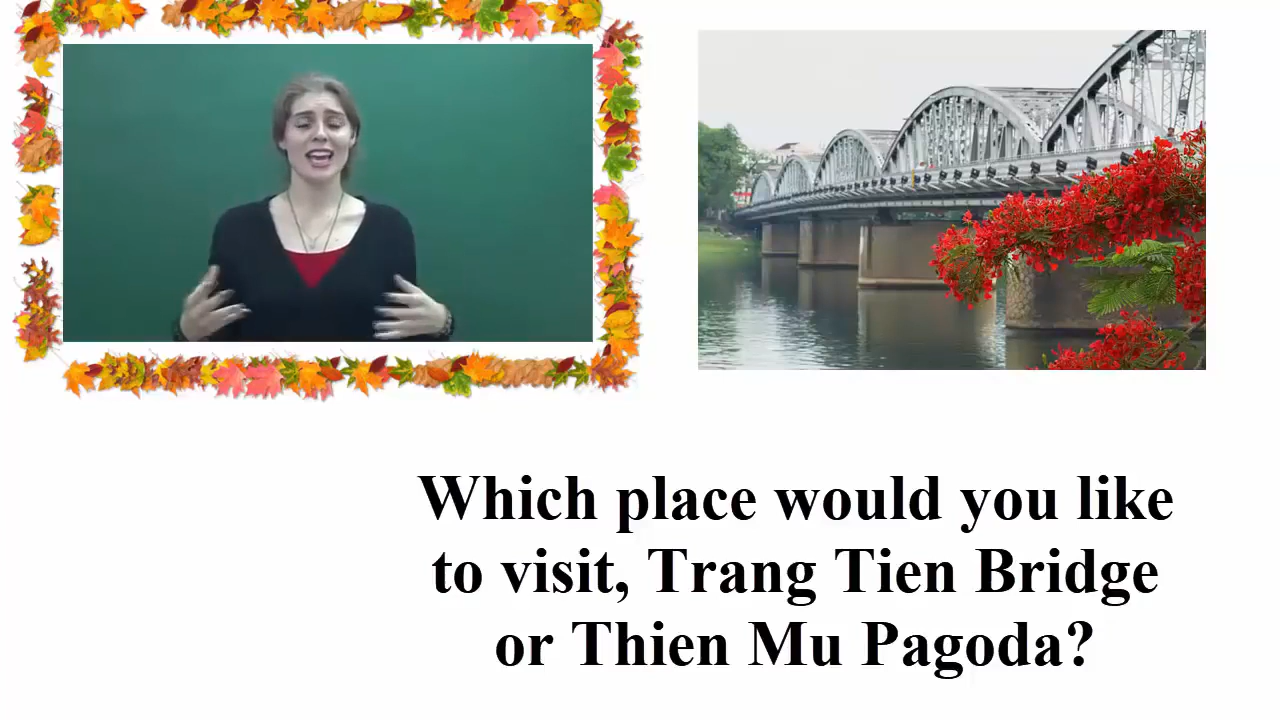 Which place would you like
to visit, Trang Tien Bridge
or Thien Mu Pagoda?